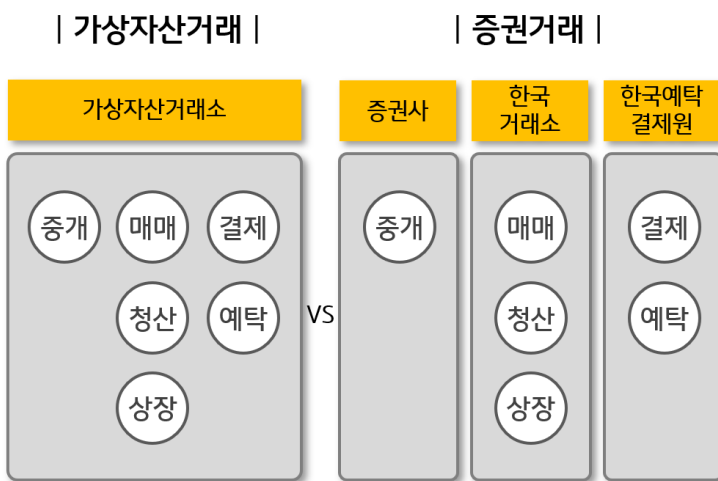 | 가상자산거래 |
| 증권거래 |
가상자산거래소
증권사
한국
거래소
한국예탁
결제원
중개 매매 결제
청산 예탁
상장
VS
중개
매매
청산
상장
결제
예탁